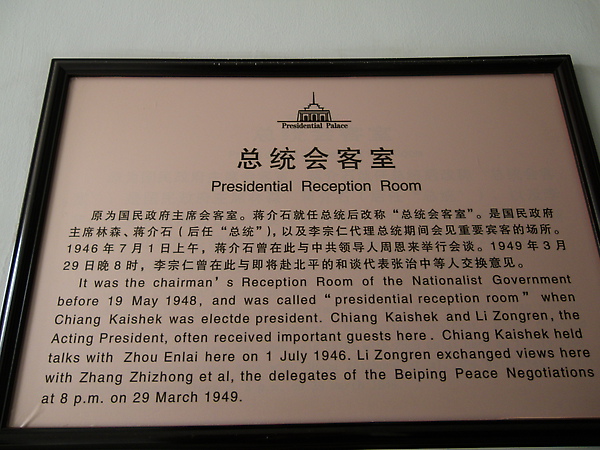 Presidential Palace
总统会客室
Presidential Reception Room
原为国民政府主席会客室。蒋介石就任总统后改称“总统会客室”。是国民政府
主席林森、蒋介石（后任“总统”），以及李宗仁代理总统期间会见重要宾客的场所。
1946年7月1日上午，蒋介石曾在此与中共领导人周恩来举行会谈。1949年3月
29日晚8时，李宗仁曾在此与即将赴北平的和谈代表张治中等人交换意见。
It was the chairman’s Reception Room of the Nationalist Government
before 19 May 1948, and was called “presidential reception room” when
Chiang Kaishek was electde president. Chiang Kaishek and Li Zongren, the
Acting President, often received important guests here. Chiang Kaishek held
talks with Zhou Enlai here on 1 July 1946. Li Zongren exchanged views here
with Zhang Zhizhong et al, the delegates of the Beiping Peace Negotiations
at 8 p.m. on 29 March 1949.